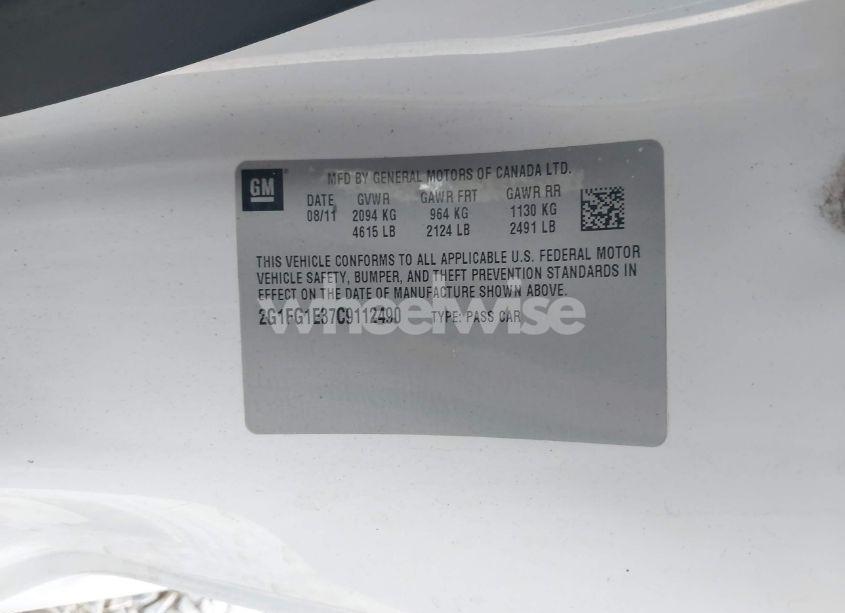 GM
MFD BY GENERAL MOTORS OF CANADA LTD.
DATE GVWR GAWR FRT GAWR RR
08/11 2094 KG 964 KG 1130 KG
4615 LB 2124 LB 2491 LB
THIS VEHICLE CONFORMS TO ALL APPLICABLE U.S. FEDERAL MOTOR
VEHICLE SAFETY, BUMPER, AND THEFT PREVENTION STANDARDS IN
EFFECT ON THE DATE OF MANUFACTURE SHOWN ABOVE.
2G1FG1E37C9112490 TYPE: PASS CAR
wheelwise